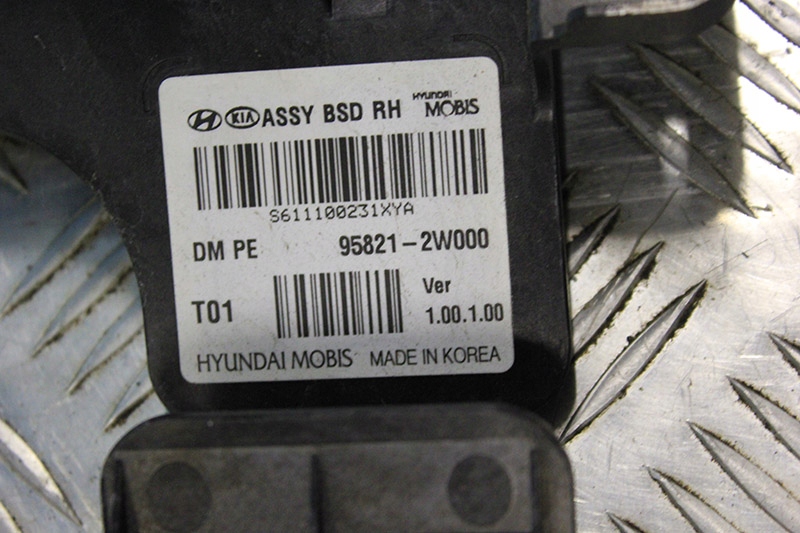 KIA ASSY BSD RH HYUNDAI MOBIS
S611100231XYA
DM PE 95821-2W000
T01 Ver 1.00.1.00
HYUNDAI MOBIS MADE IN KOREA